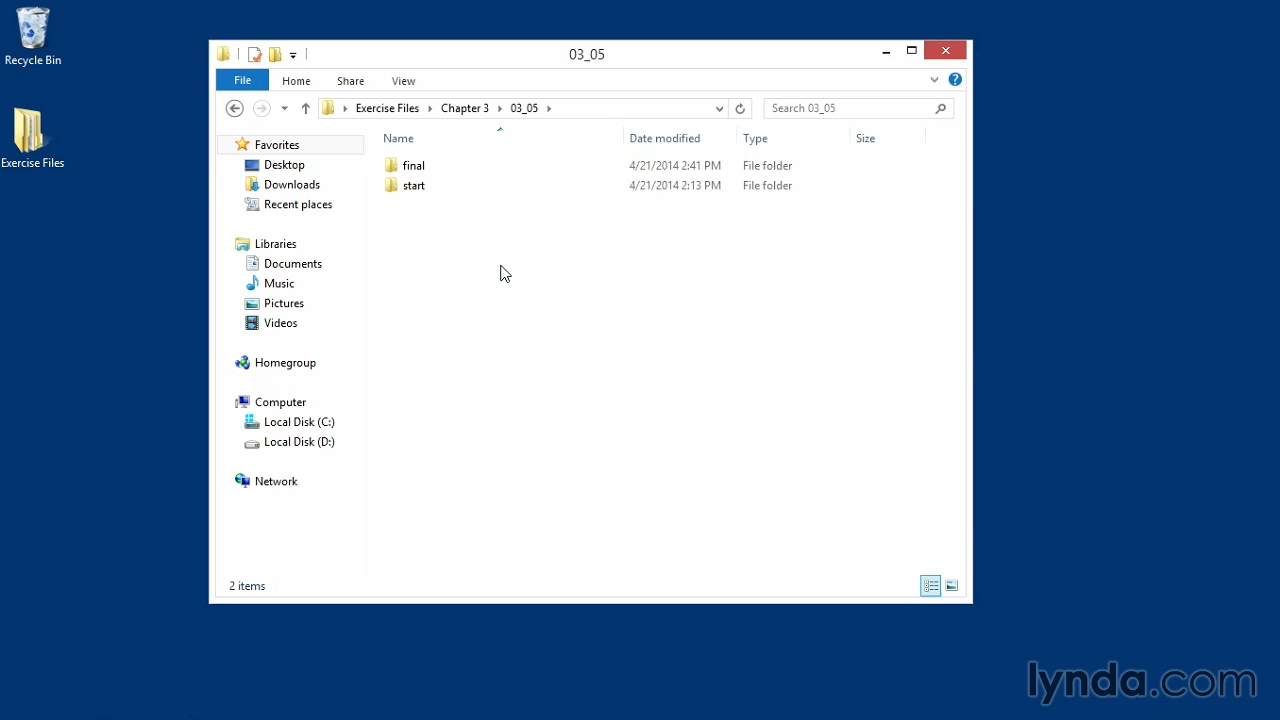 Recycle Bin
Exercise Files
03_05
File Home Share View
Exercise Files Chapter 3 03_05 Search 03_05
Name Date modified Type Size
final 4/21/2014 2:41 PM File folder
start 4/21/2014 2:13 PM File folder
Favorites
Desktop
Downloads
Recent places
Libraries
Documents
Music
Pictures
Videos
Homegroup
Computer
Local Disk (C:)
Local Disk (D:)
Network
2 items
lynda.com